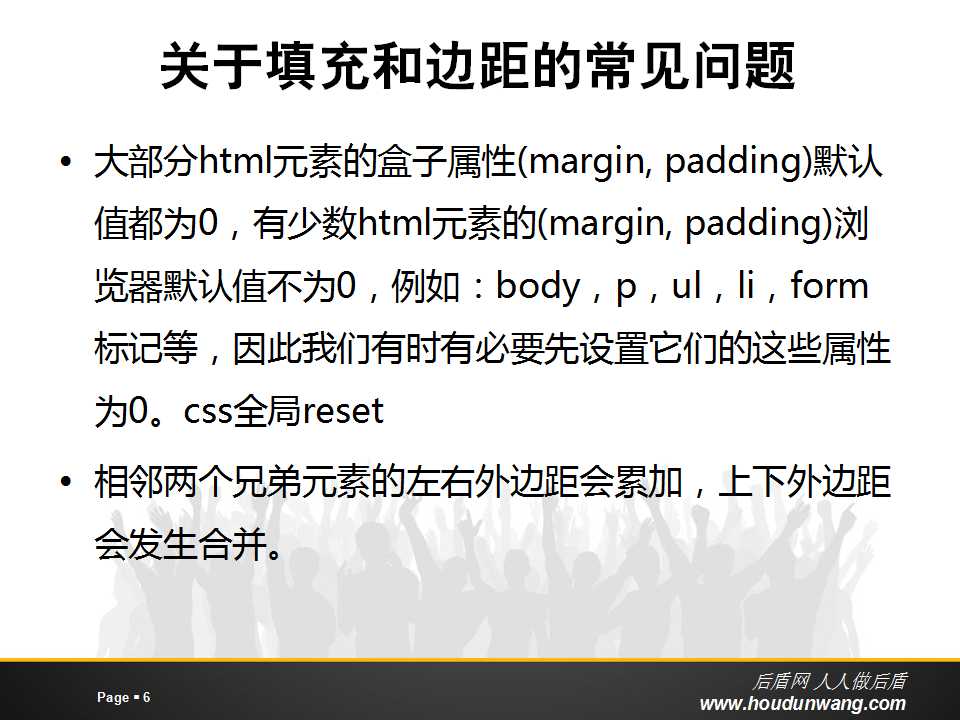 关于填充和边距的常见问题
• 大部分html元素的盒子属性(margin, padding)默认
值都为0，有少数html元素的(margin, padding)浏
览器默认值不为0，例如：body，p，ul，li，form
标记等，因此我们有时有必要先设置它们的这些属性
为0。css全局reset
• 相邻两个兄弟元素的左右外边距会累加，上下外边距
会发生合并。
Page ▪ 6
后盾网 人人做后盾
www.houdunwang.com